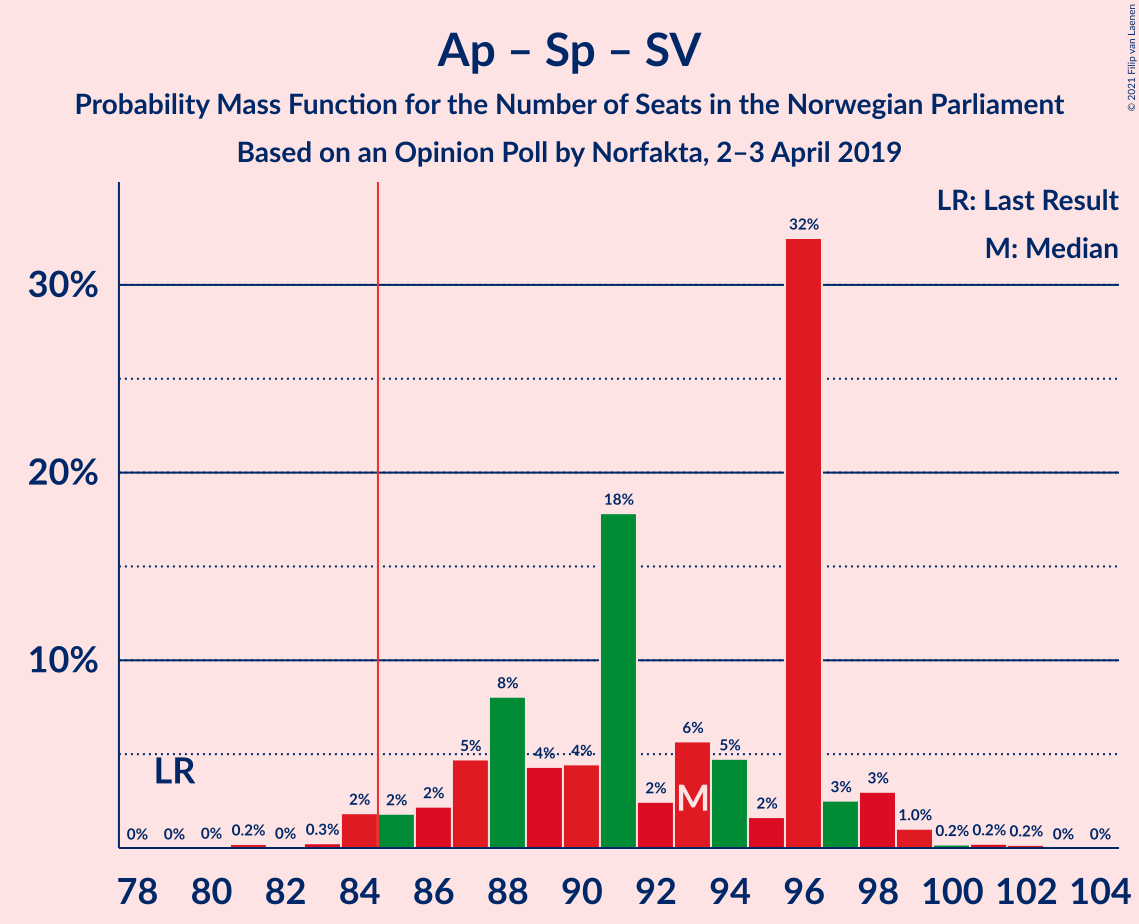 Ap – Sp – SV
Probability Mass Function for the Number of Seats in the Norwegian Parliament
Based on an Opinion Poll by Norfakta, 2–3 April 2019
© 2021 Filip van Laenen
LR: Last Result
M: Median
30%
20%
10%
LR
M
0% 0% 0% 0.2% 0% 0.3% 2% 2% 2% 5% 8% 4% 4% 18% 2% 6% 5% 2% 32% 3% 3% 1.0% 0.2% 0.2% 0.2% 0% 0%
78 80 82 84 86 88 90 92 94 96 98 100 102 104